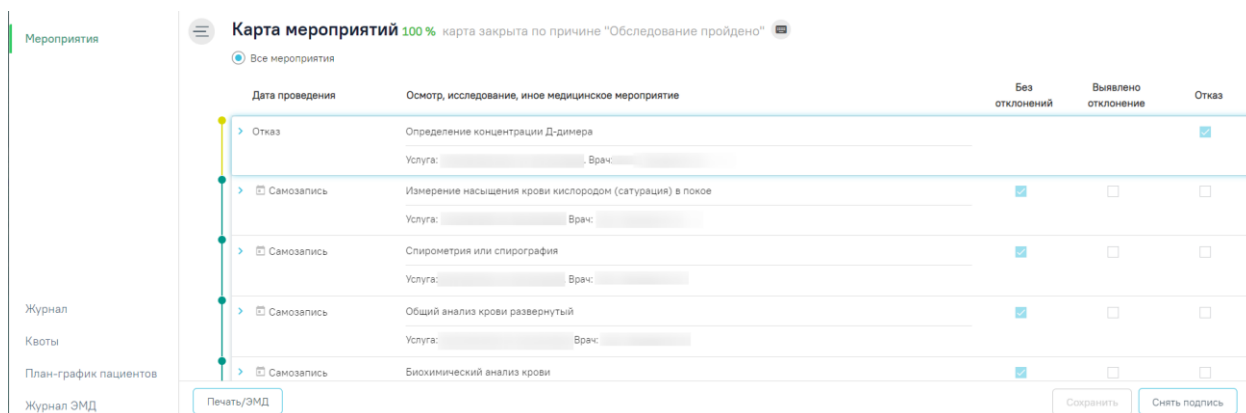 Мероприятия
Карта мероприятий 100 % карта закрыта по причине "Обследование пройдено"
Все мероприятия
Дата проведения Осмотр, исследование, иное медицинское мероприятие Без отклонений Выявлено отклонение Отказ
Отказ Определение концентрации Д-димера
Услуга: , Врач:
Самозапись Измерение насыщения крови кислородом (сатурация) в покое
Услуга: Врач:
Самозапись Спирометрия или спирография
Услуга: Врач:
Журнал
Самозапись Общий анализ крови развернутый
Квоты
Услуга: Врач:
План-график пациентов
Самозапись Биохимический анализ крови
Журнал ЭМД
Печать/ЭМД Сохранить Снять подпись